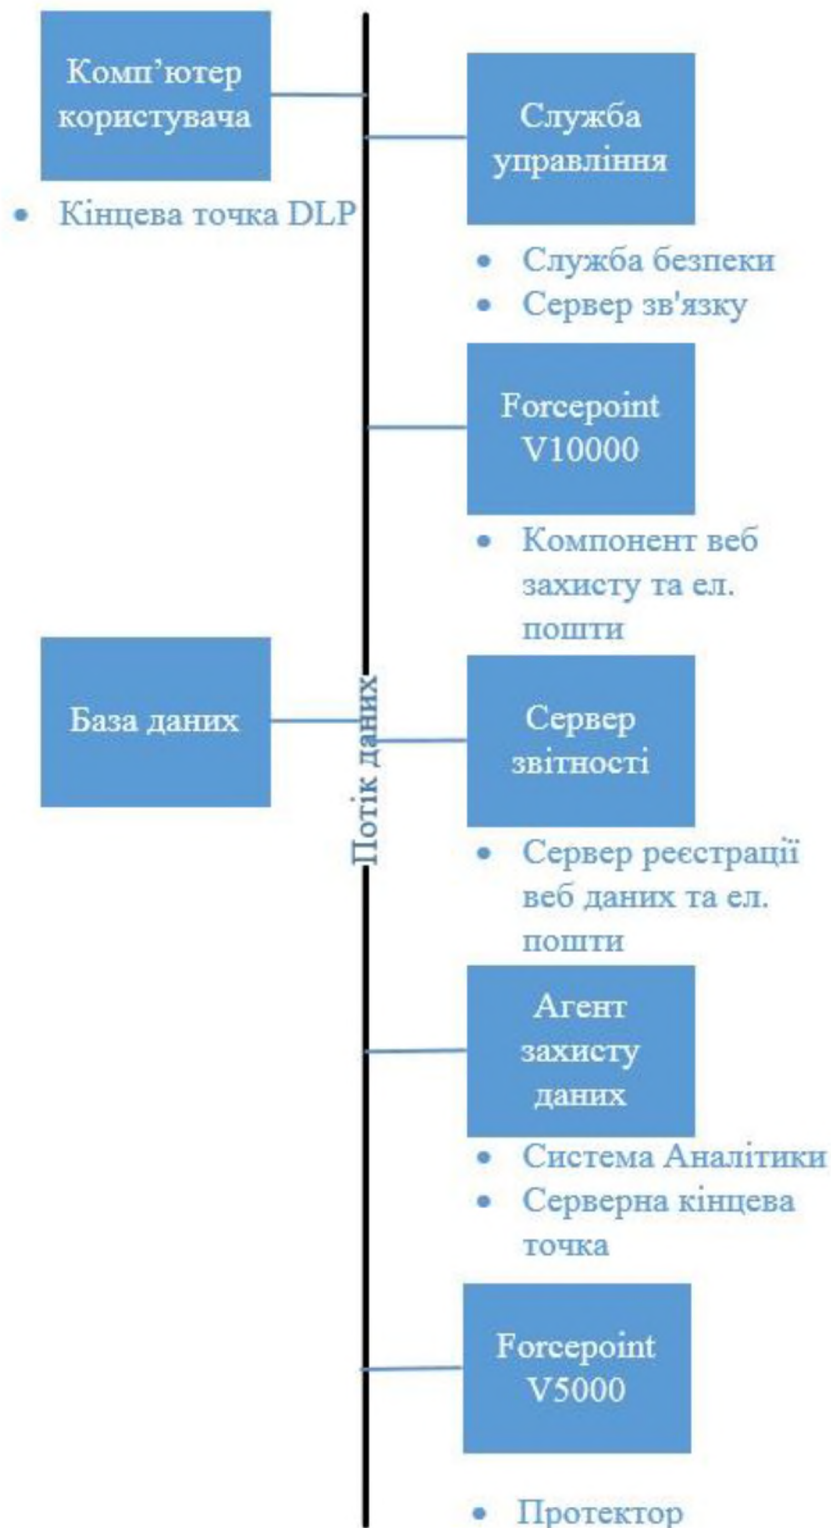 Комп’ютер
користувача
• Кінцева точка DLP
Служба
управління
• Служба безпеки
• Сервер зв'язку
Forcepoint
V10000
• Компонент веб
захисту та ел.
пошти
База даних
Потік даних
Сервер
звітності
• Сервер реєстрації
веб даних та ел.
пошти
Агент
захисту
даних
• Система Аналітики
• Серверна кінцева
точка
Forcepoint
V5000
• Протектор